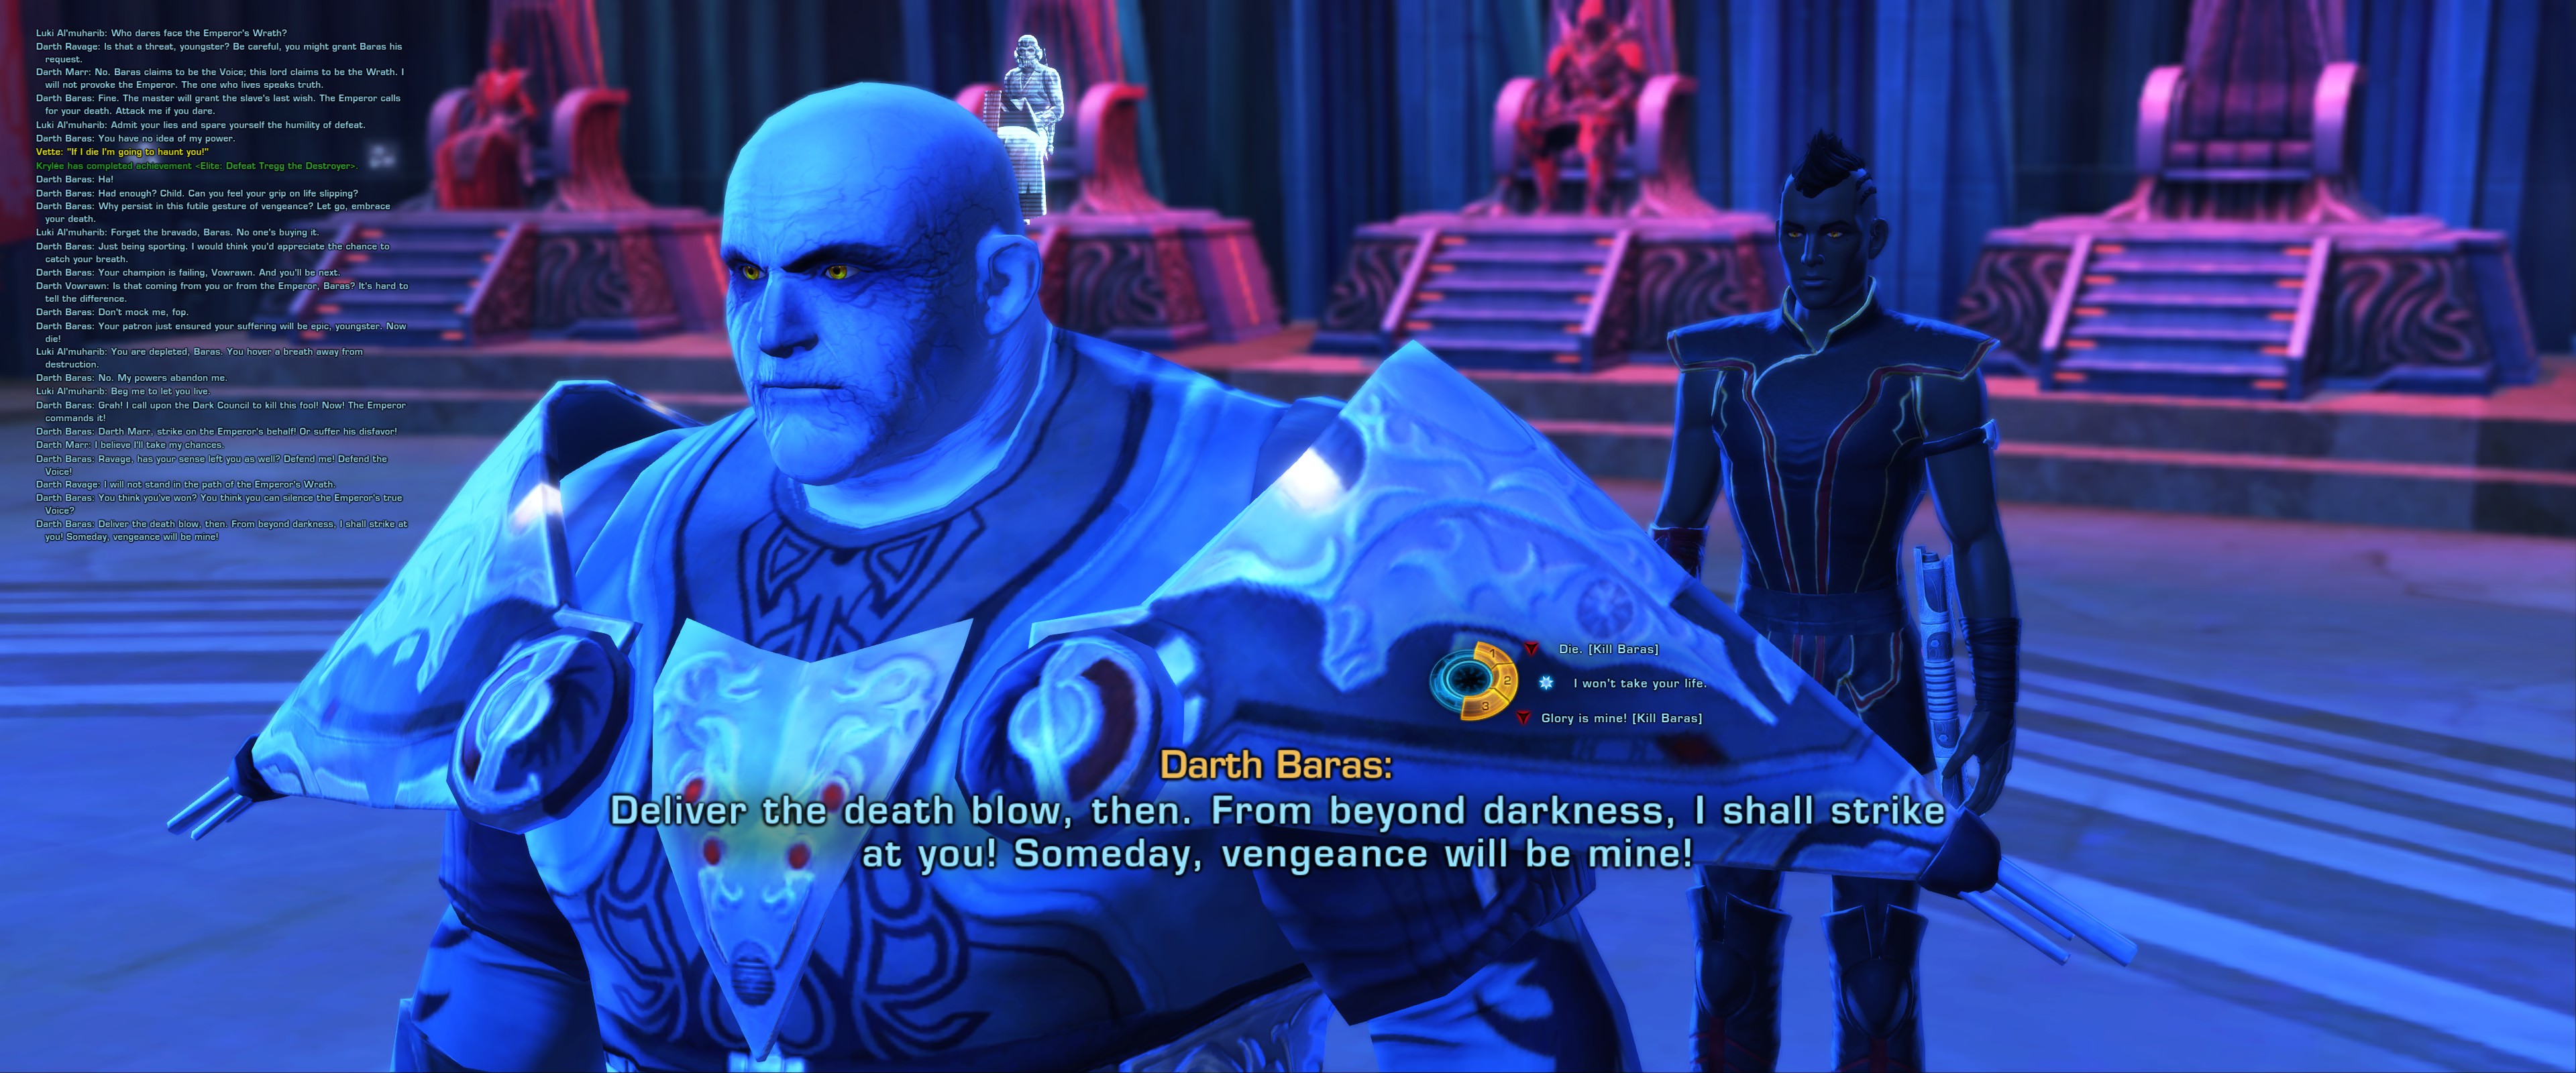 Luki Al'muharib: Who dares face the Emperor's Wrath?
Darth Ravage: Is that a threat, youngster? Be careful, you might grant Baras his
request.
Darth Marr: No. Baras claims to be the Voice; this lord claims to be the Wrath. I
will not provoke the Emperor. The one who lives speaks truth.
Darth Baras: Fine. The master will grant the slave's last wish. The Emperor calls
for your death. Attack me if you dare.
Luki Al'muharib: Admit your lies and spare yourself the humility of defeat.
Darth Baras: You have no idea of my power.
Vette: "If I die I'm going to haunt you!"
Krylée has completed achievement <Elite: Defeat Tregg the Destroyer>.
Darth Baras: Ha!
Darth Baras: Had enough? Child. Can you feel your grip on life slipping?
Darth Baras: Why persist in this futile gesture of vengeance? Let go, embrace
your death.
Luki Al'muharib: Forget the bravado, Baras. No one's buying it.
Darth Baras: Just being sporting. I would think you'd appreciate the chance to
catch your breath.
Darth Baras: Your champion is failing, Vowrawn. And you'll be next.
Darth Vowrawn: Is that coming from you or from the Emperor, Baras? It's hard to
tell the difference.
Darth Baras: Don't mock me, fop.
Darth Baras: Your patron just ensured your suffering will be epic, youngster. Now
die!
Luki Al'muharib: You are depleted, Baras. You hover a breath away from
destruction.
Darth Baras: No. My powers abandon me.
Luki Al'muharib: Beg me to let you live.
Darth Baras: Grah! I call upon the Dark Council to kill this fool! Now! The Emperor
commands it!
Darth Baras: Darth Marr, strike on the Emperor's behalf! Or suffer his disfavor!
Darth Marr: I believe I'll take my chances.
Darth Baras: Ravage, has your sense left you as well? Defend me! Defend the
Voice!
Darth Ravage: I will not stand in the path of the Emperor's Wrath.
Darth Baras: You think you've won? You think you can silence the Emperor's true
Voice?
Darth Baras: Deliver the death blow, then. From beyond darkness, I shall strike at
you! Someday, vengeance will be mine!
1 Die. [Kill Baras]
2 I won't take your life.
3 Glory is mine! [Kill Baras]
Darth Baras:
Deliver the death blow, then. From beyond darkness, I shall strike
at you! Someday, vengeance will be mine!